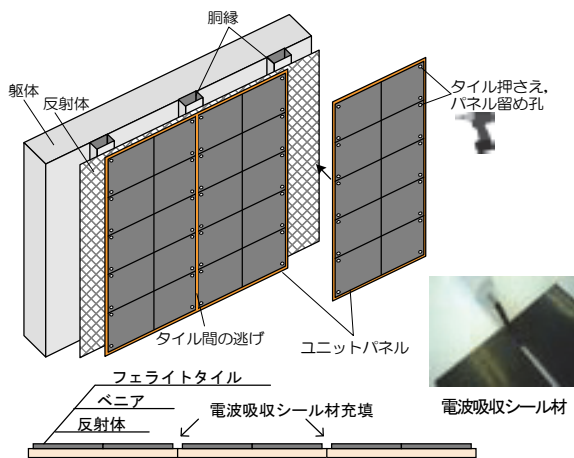 胴縁
躯体
反射体
タイル押さえ，
パネル留め孔
タイル間の逃げ
ユニットパネル
フェライトタイル
ベニア
反射体
電波吸収シール材充填
電波吸収シール材